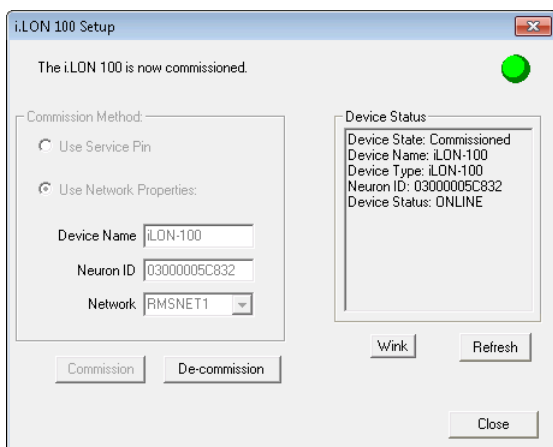 i.LON 100 Setup
The i.LON 100 is now commissioned.
Commission Method:
Use Service Pin
Use Network Properties:
Device Name iLON-100
Neuron ID 03000005C832
Network RMSNET1
Commission
De-commission
Device Status
Device State: Commissioned
Device Name: iLON-100
Device Type: iLON-100
Neuron ID: 03000005C832
Device Status: ONLINE
Wink
Refresh
Close